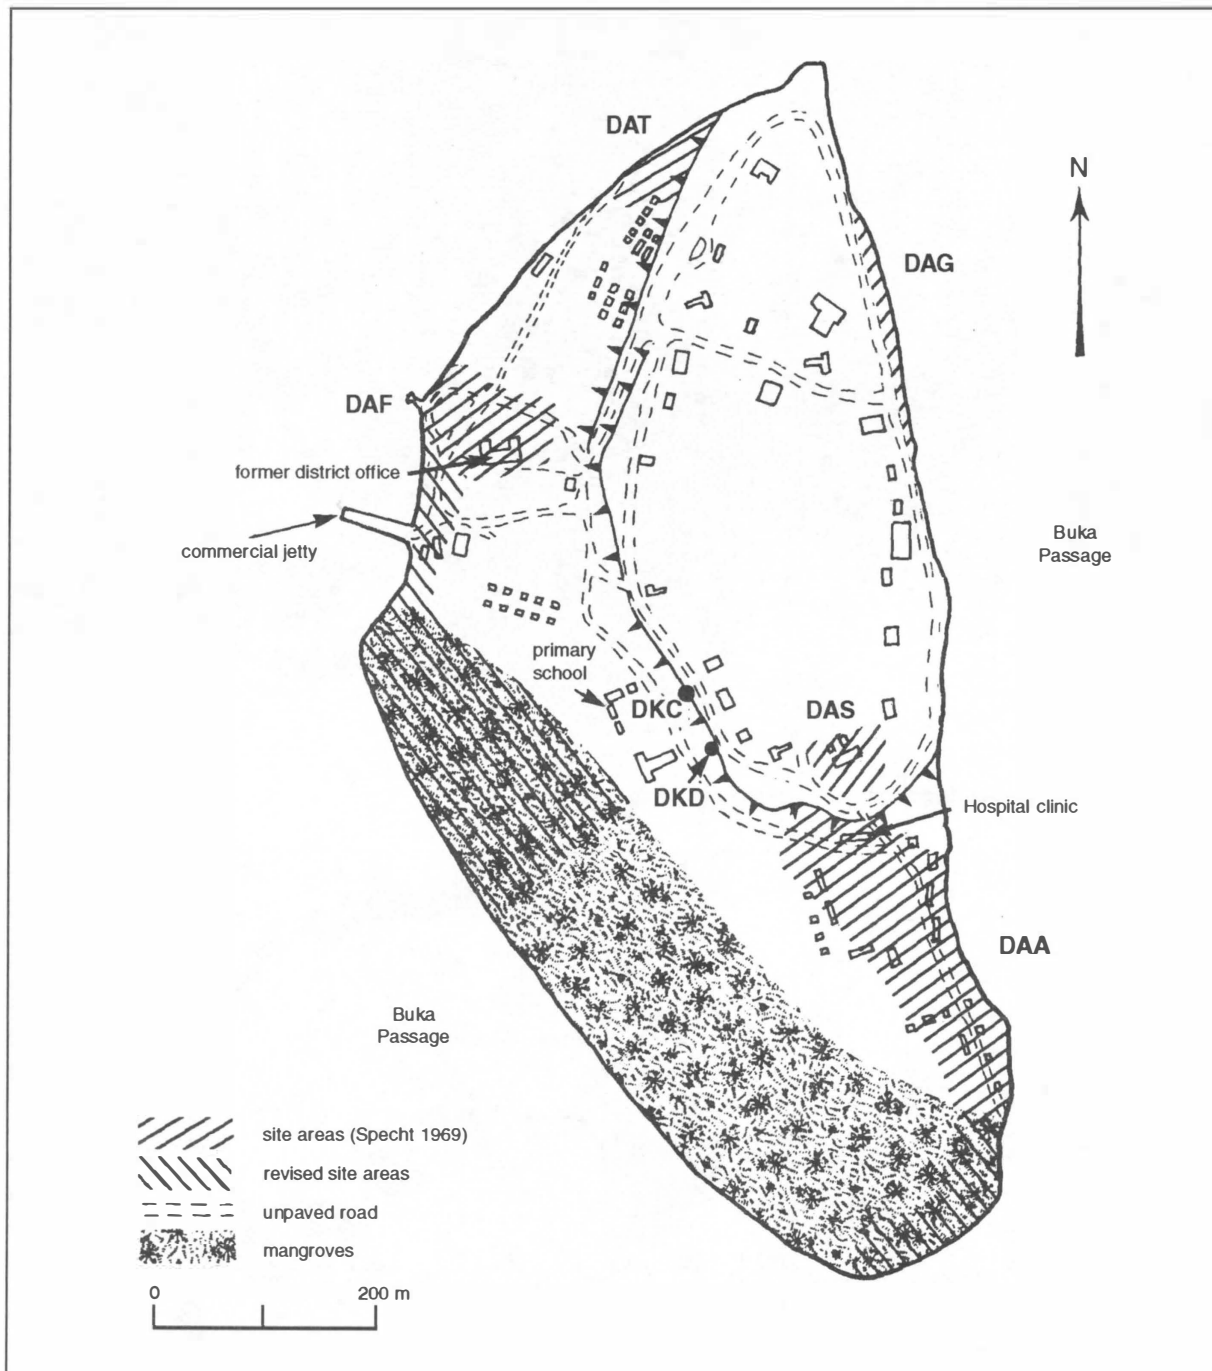 DAT
N
DAG
DAF
former district office
commercial jetty
Buka
Passage
primary
school
DKC
DAS
DKD
Hospital clinic
DAA
Buka
Passage
site areas (Specht 1969)
revised site areas
unpaved road
mangroves
0
200 m